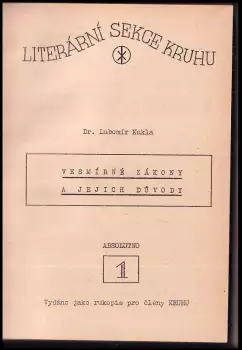 LITERÁRNÍ SEKCE KRUHU
Dr. Lubomír Kukla
VESMÍRNÉ ZÁKONY
A JEJICH DŮVODY
ABSOLUTNO
1
Vydáno jako rukopis pro členy KRUHU